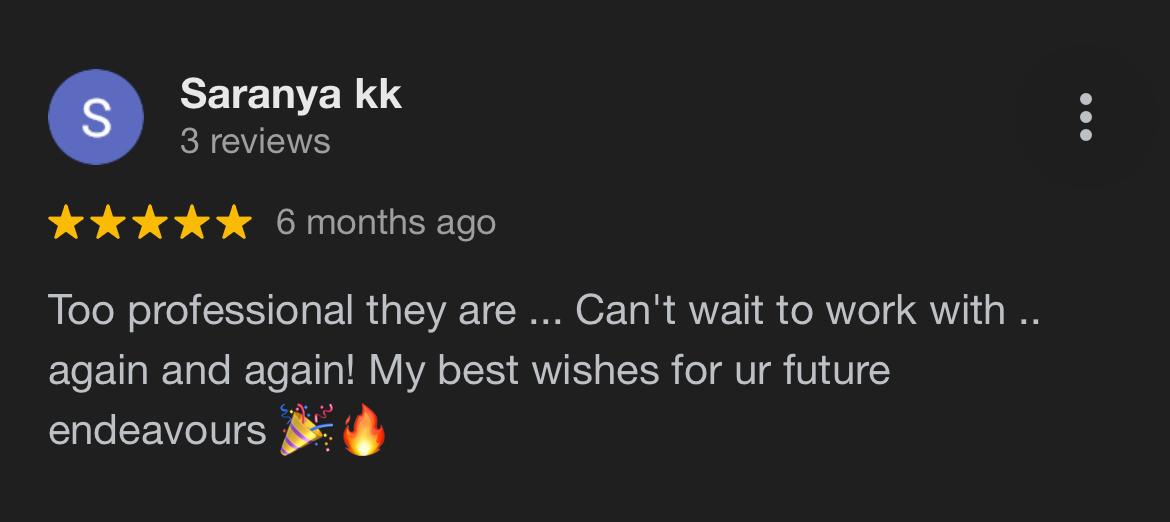 S
Saranya kk
3 reviews
6 months ago
Too professional they are ... Can't wait to work with ..
again and again! My best wishes for ur future
endeavours 🎉🔥